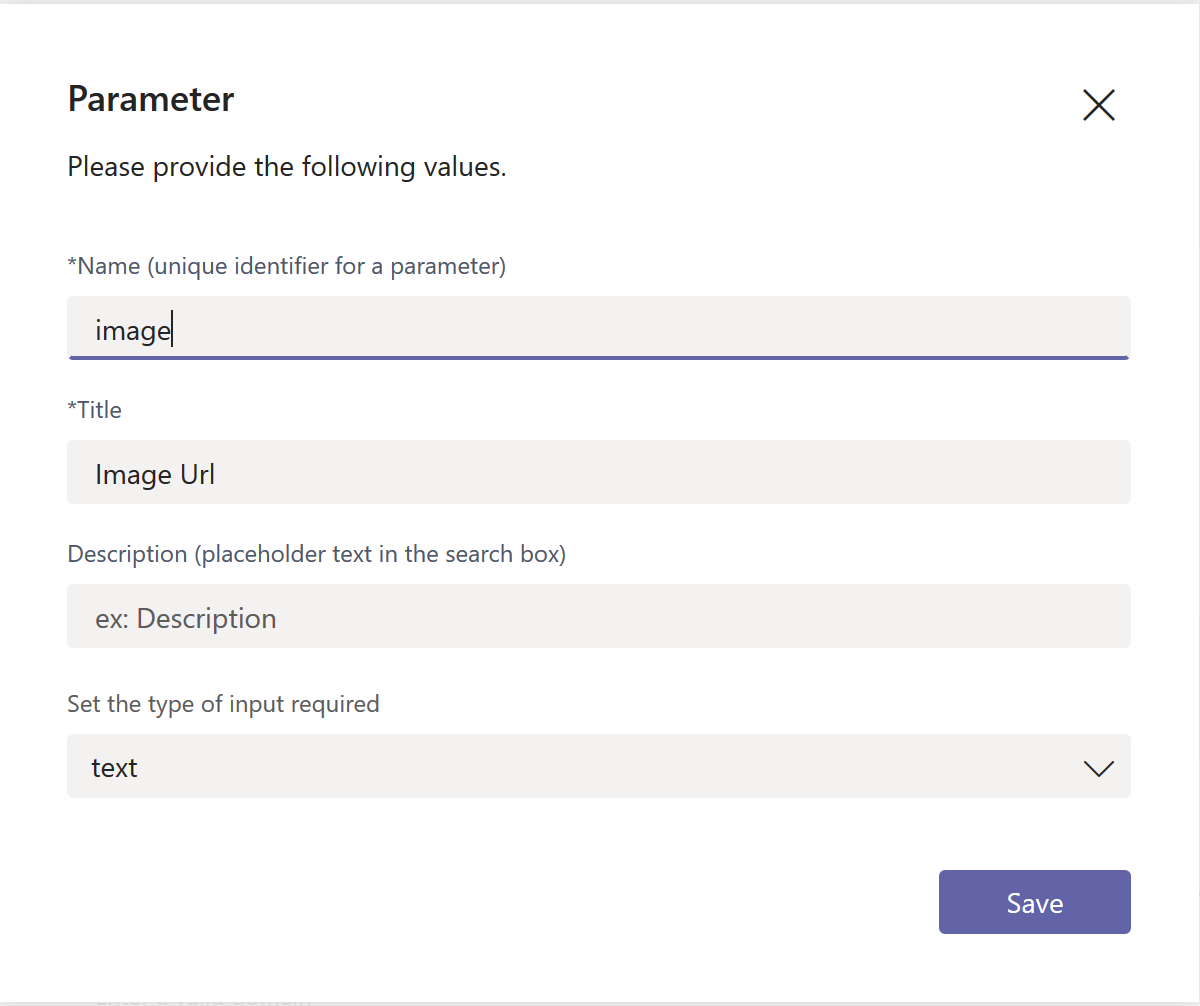 Parameter
Please provide the following values.
*Name (unique identifier for a parameter)
image
*Title
Image Url
Description (placeholder text in the search box)
ex: Description
Set the type of input required
text
Save